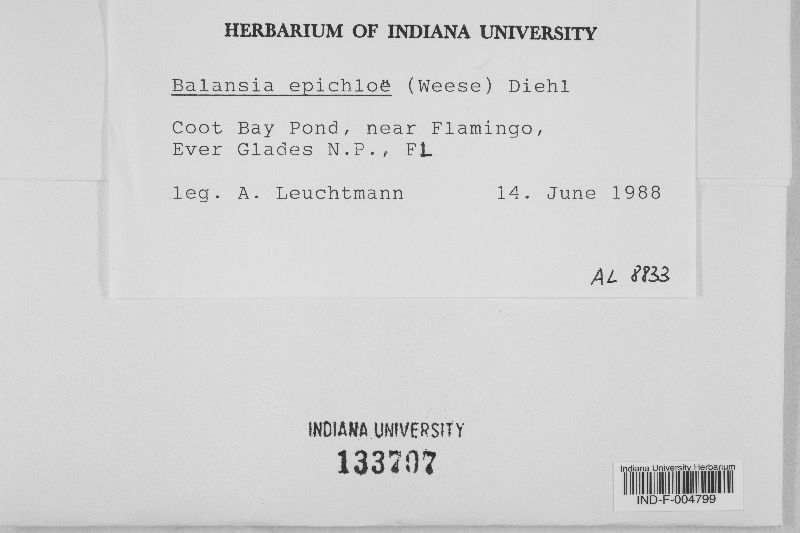 HERBARIUM OF INDIANA UNIVERSITY
Balansia epichloë (Weese) Diehl
Coot Bay Pond, near Flamingo,
Ever Glades N.P., FL
leg. A. Leuchtmann 14. June 1988
AL 8833
INDIANA UNIVERSITY
133707
Indiana University Herbarium
IND-F-004799